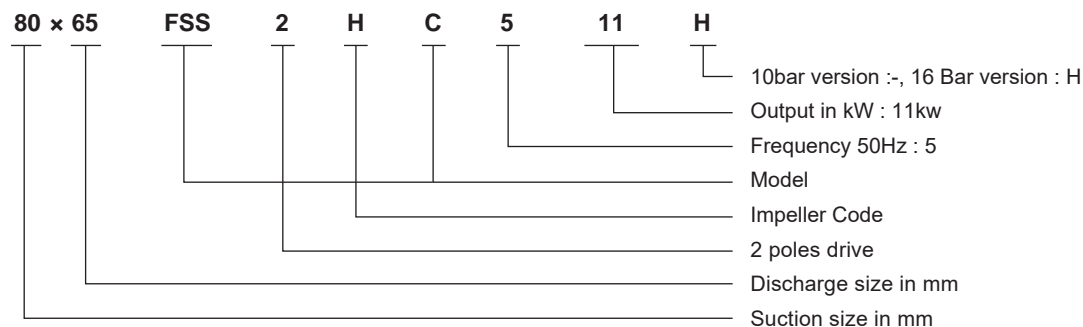 80 × 65 FSS 2 H C 5 11 H
10bar version :-, 16 Bar version : H
Output in kW : 11kw
Frequency 50Hz : 5
Model
Impeller Code
2 poles drive
Discharge size in mm
Suction size in mm